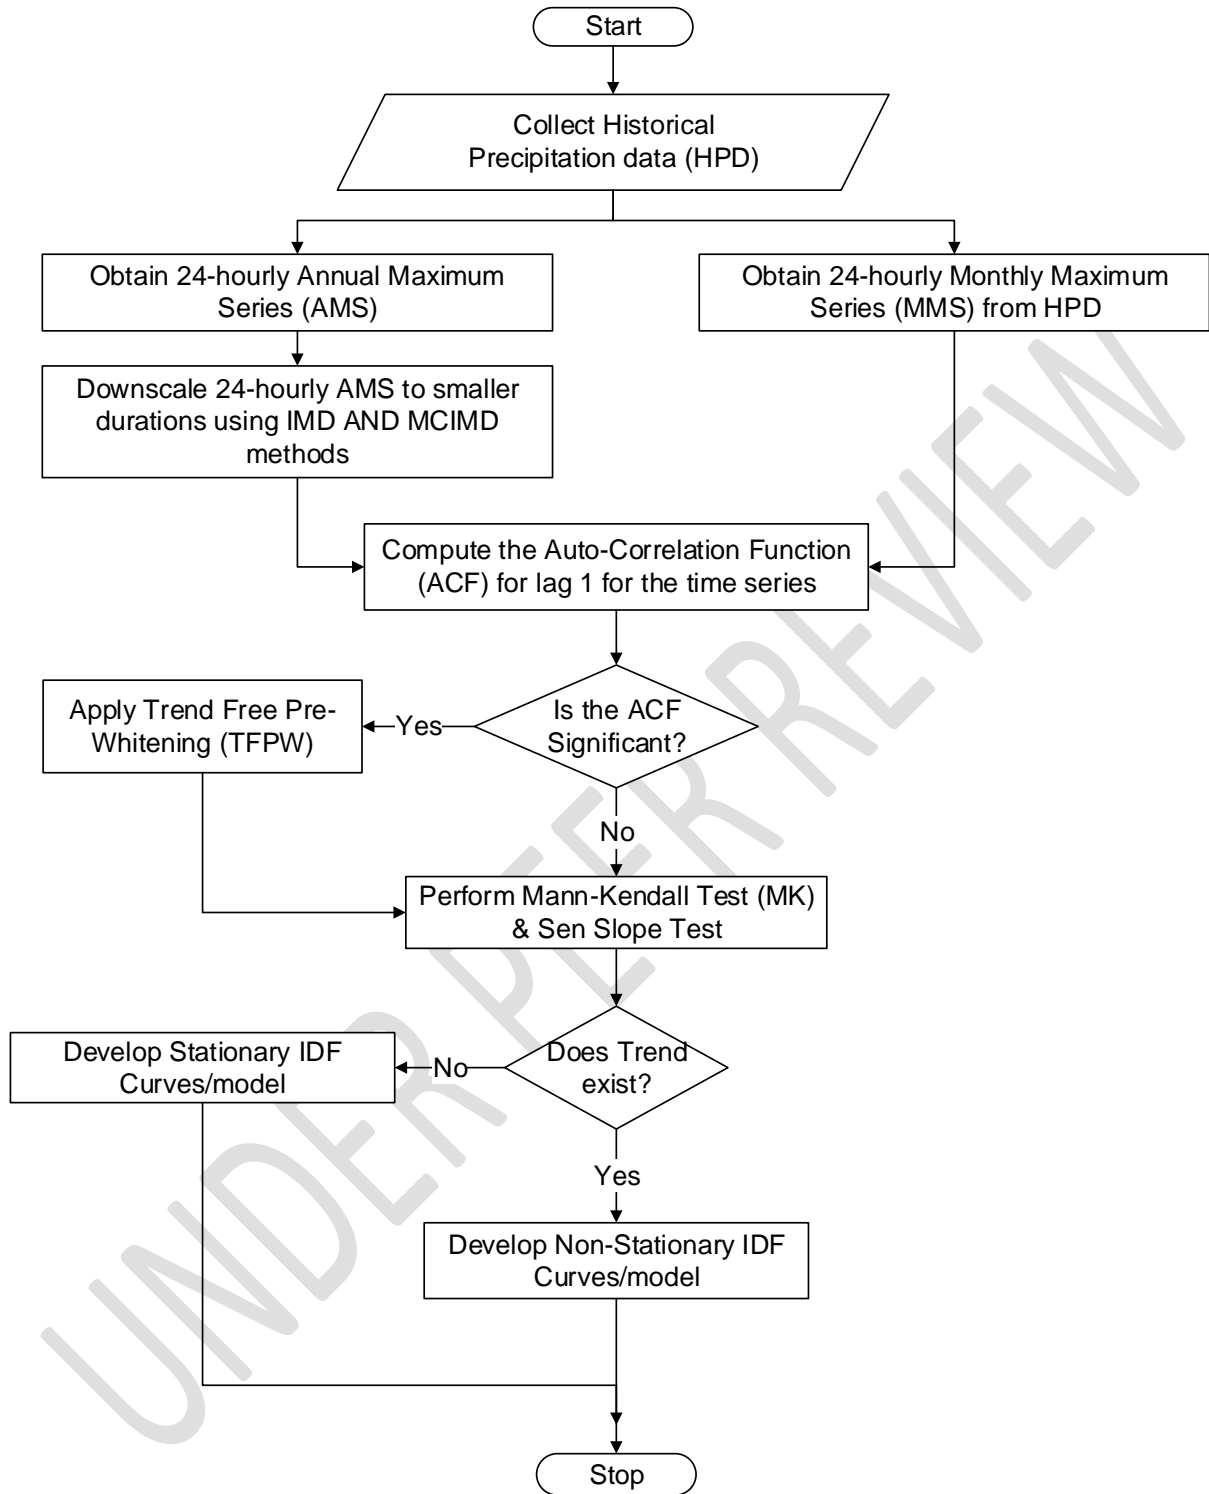 Start
Collect Historical
Precipitation data (HPD)
Obtain 24-hourly Annual Maximum
Series (AMS)
Obtain 24-hourly Monthly Maximum
Series (MMS) from HPD
Downscale 24-hourly AMS to smaller
durations using IMD AND MCIMD
methods
Compute the Auto-Correlation Function
(ACF) for lag 1 for the time series
Is the ACF
Significant?
Yes
Apply Trend Free Pre-
Whitening (TFPW)
No
Perform Mann-Kendall Test (MK)
& Sen Slope Test
Does Trend
exist?
No
Develop Stationary IDF
Curves/model
Yes
Develop Non-Stationary IDF
Curves/model
Stop
UNDER PEER REVIEW